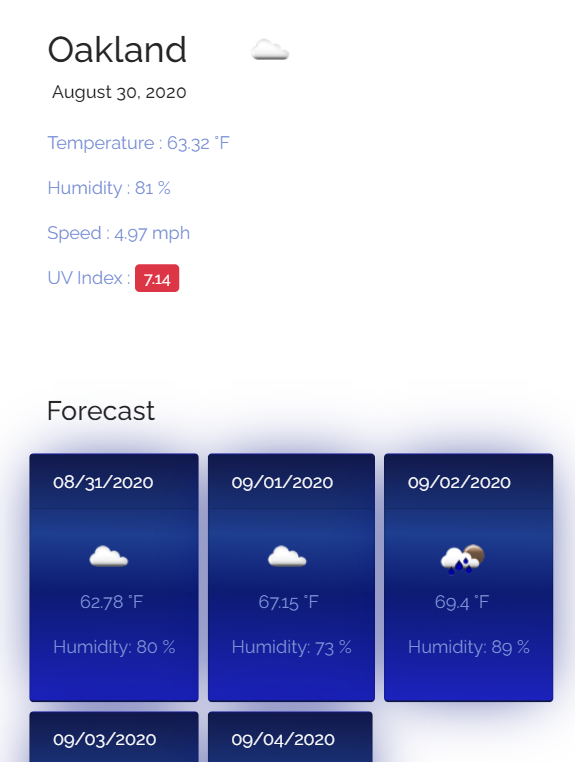 Oakland
August 30, 2020
Temperature : 63.32 °F
Humidity : 81 %
Speed : 4.97 mph
UV Index : 7.14
Forecast
08/31/2020
62.78 °F
Humidity: 80 %
09/01/2020
67.15 °F
Humidity: 73 %
09/02/2020
69.4 °F
Humidity: 89 %
09/03/2020
09/04/2020